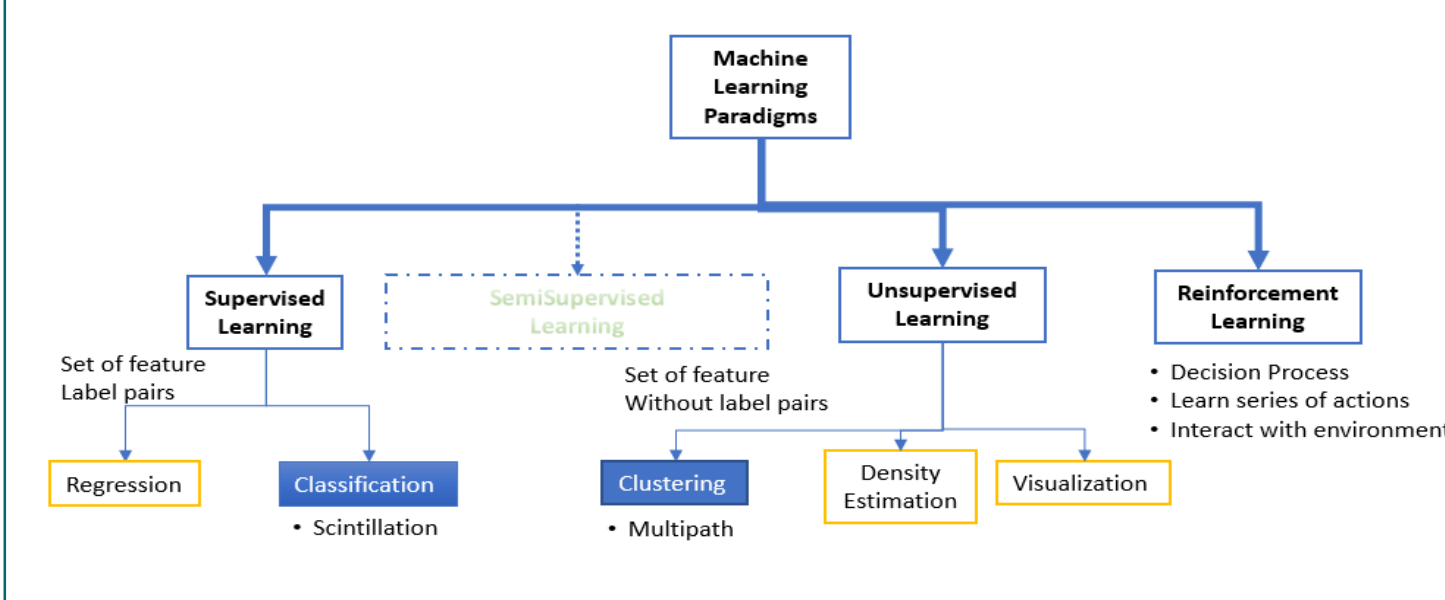 Machine
Learning
Paradigms
Supervised
Learning
SemiSupervised
Learning
Unsupervised
Learning
Reinforcement
Learning
Set of feature
Label pairs
Set of feature
Without label pairs
• Decision Process
• Learn series of actions
• Interact with environment
Regression
Classification
• Scintillation
Clustering
• Multipath
Density
Estimation
Visualization